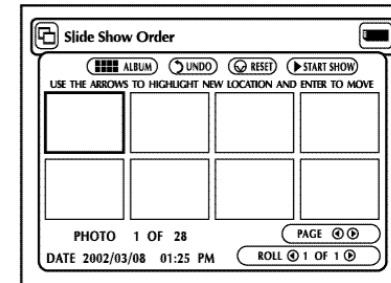 Slide Show Order
ALBUM UNDO RESET START SHOW
USE THE ARROWS TO HIGHLIGHT NEW LOCATION AND ENTER TO MOVE
PHOTO 1 OF 28 PAGE
DATE 2002/03/08 01:25 PM ROLL 1 OF 1